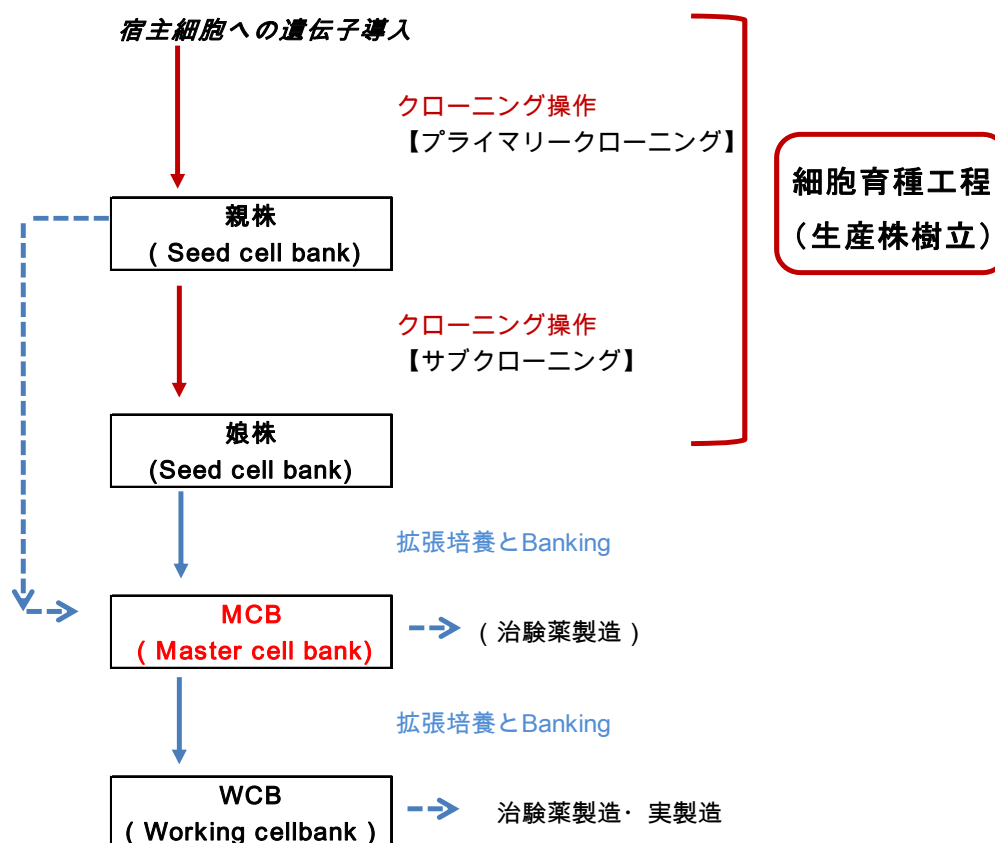 宿主細胞への遺伝子導入
クローニング操作
【プライマリークローニング】
細胞育種工程
（生産株樹立）
親株
( Seed cell bank)
クローニング操作
【サブクローニング】
娘株
(Seed cell bank)
拡張培養とBanking
MCB
( Master cell bank)
( 治験薬製造 )
拡張培養とBanking
WCB
( Working cellbank )
治験薬製造･ 実製造